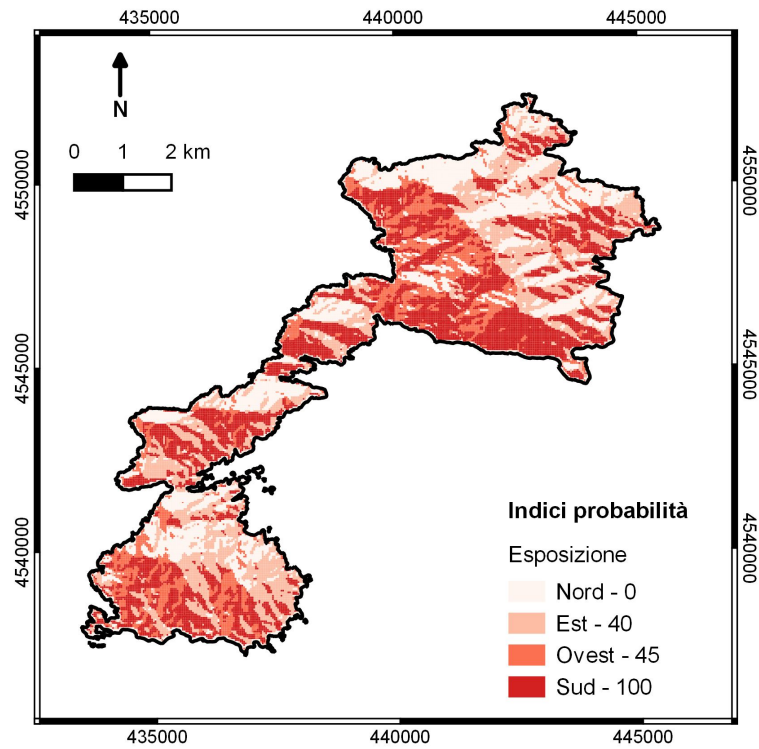 435000 440000 445000
N
0 1 2 km
4550000 4550000
4545000 4545000
4540000 4540000
Indici probabilità
Esposizione
Nord - 0
Est - 40
Ovest - 45
Sud - 100
435000 440000 445000